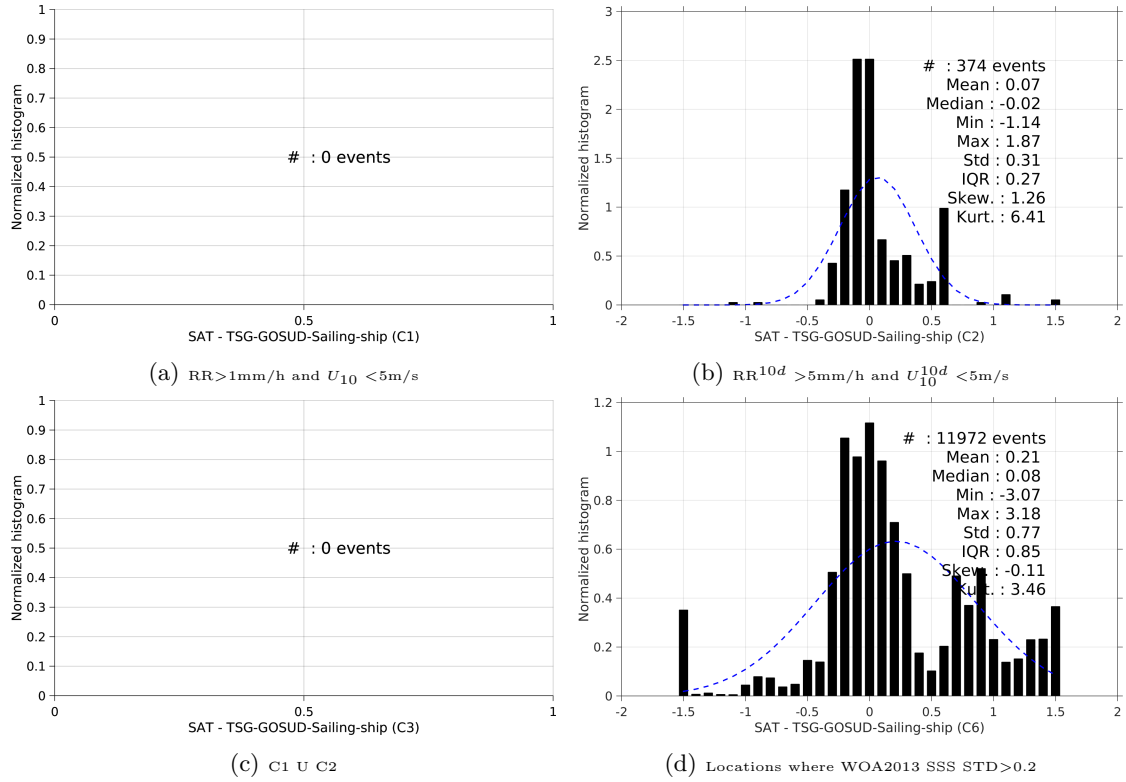 1
0.9
0.8
0.7
0.6
0.5
0.4
0.3
0.2
0.1
0
Normalized histogram
# : 0 events
0 0.5 1
SAT - TSG-GOSUD-Sailing-ship (C1)
(a) RR>1mm/h and U10 <5m/s
3
2.5
2
1.5
1
0.5
0
Normalized histogram
# : 374 events
Mean : 0.07
Median : -0.02
Min : -1.14
Max : 1.87
Std : 0.31
IQR : 0.27
Skew. : 1.26
Kurt. : 6.41
-2 -1.5 -1 -0.5 0 0.5 1 1.5 2
SAT - TSG-GOSUD-Sailing-ship (C2)
(b) RR10d >5mm/h and U10d10 <5m/s
1
0.9
0.8
0.7
0.6
0.5
0.4
0.3
0.2
0.1
0
Normalized histogram
# : 0 events
0 0.5 1
SAT - TSG-GOSUD-Sailing-ship (C3)
(c) C1 U C2
1.2
1
0.8
0.6
0.4
0.2
0
Normalized histogram
# : 11972 events
Mean : 0.21
Median : 0.08
Min : -3.07
Max : 3.18
Std : 0.77
IQR : 0.85
Skew. : -0.11
Kurt. : 3.46
-2 -1.5 -1 -0.5 0 0.5 1 1.5 2
SAT - TSG-GOSUD-Sailing-ship (C6)
(d) Locations where WOA2013 SSS STD>0.2